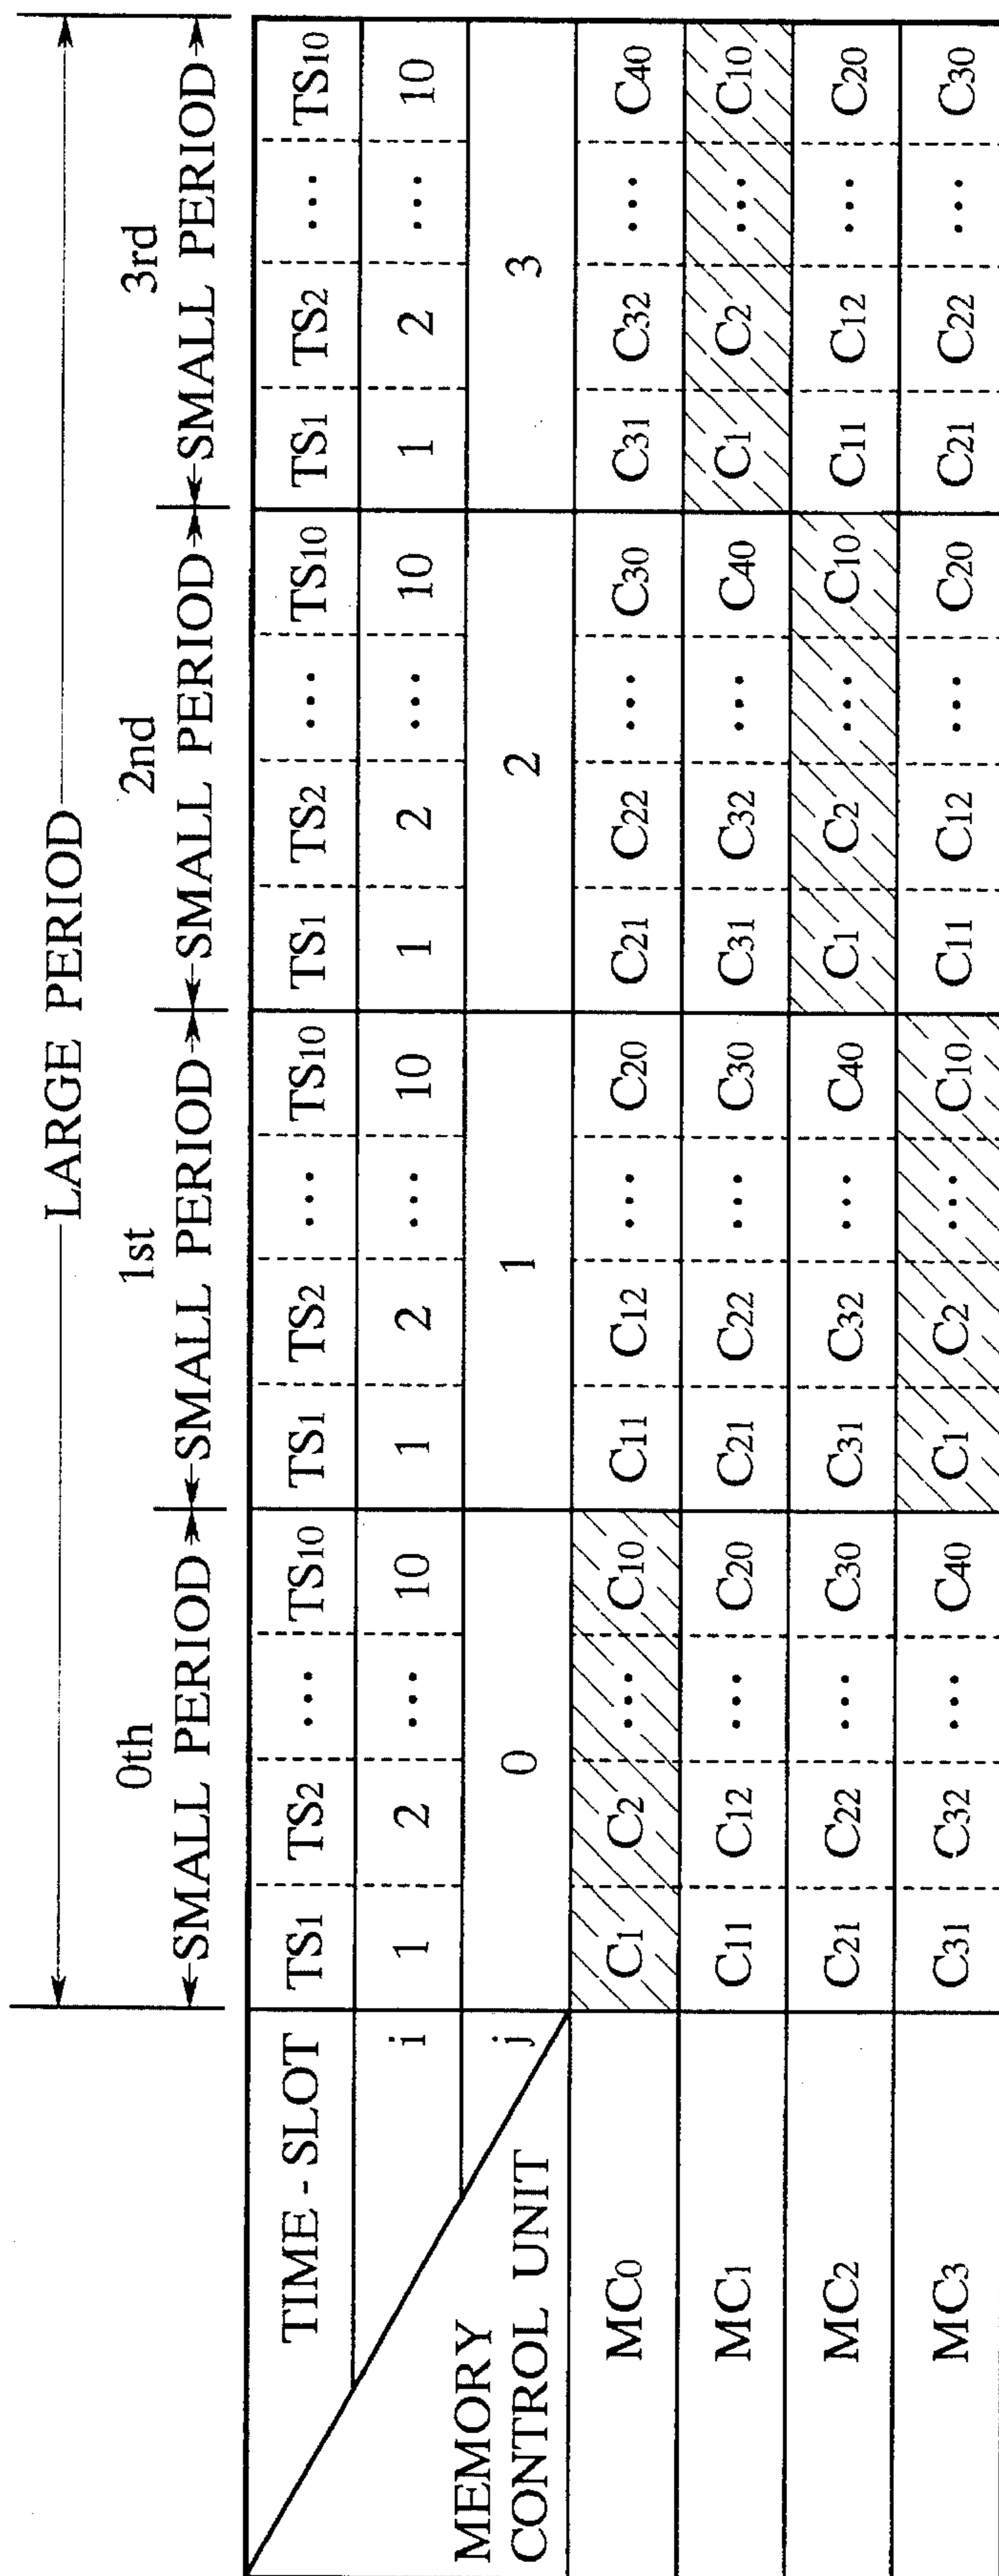 LARGE PERIOD
0th 1st 2nd 3rd
SMALL PERIOD SMALL PERIOD SMALL PERIOD SMALL PERIOD
TIME - SLOT TS1 TS2 ... TS10 TS1 TS2 ... TS10 TS1 TS2 ... TS10 TS1 TS2 ... TS10
i 1 2 ... 10 1 2 ... 10 1 2 ... 10 1 2 ... 10
j 0 1 2 3
MEMORY
CONTROL UNIT
MC0 C1 C2 ... C10 C11 C12 ... C20 C21 C22 ... C30 C31 C32 ... C40
MC1 C11 C12 ... C20 C21 C22 ... C30 C31 C32 ... C40 C1 C2 ... C10
MC2 C21 C22 ... C30 C31 C32 ... C40 C1 C2 ... C10 C11 C12 ... C20
MC3 C31 C32 ... C40 C1 C2 ... C10 C11 C12 ... C20 C21 C22 ... C30